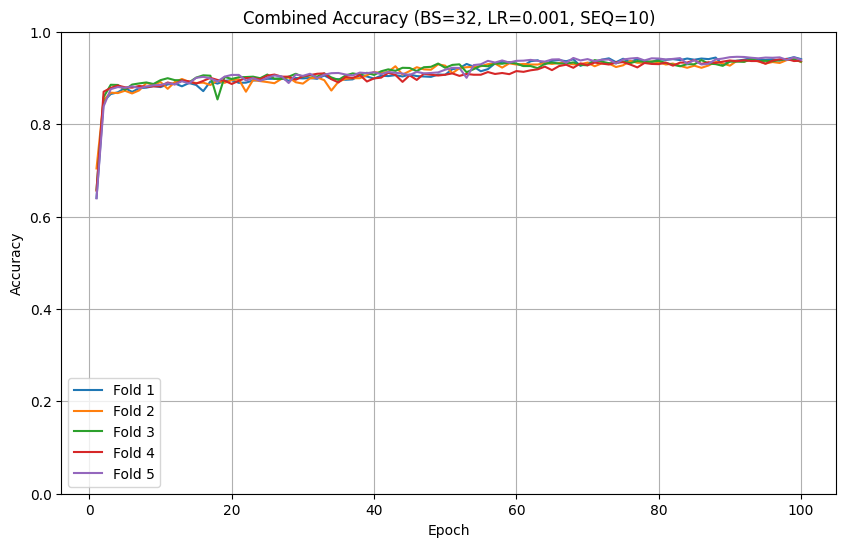 Combined Accuracy (BS=32, LR=0.001, SEQ=10)
1.0
0.8
0.6
0.4
0.2
0.0
Accuracy
Fold 1
Fold 2
Fold 3
Fold 4
Fold 5
0 20 40 60 80 100
Epoch